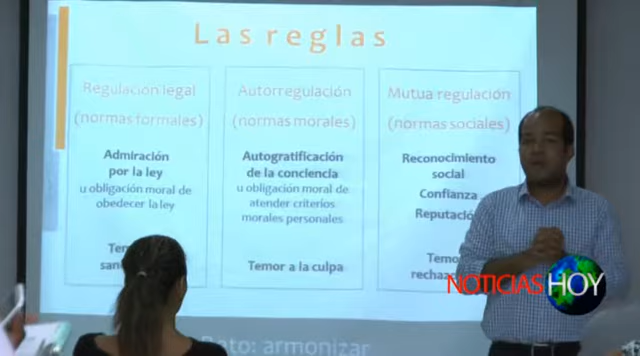 Las reglas
Regulación legal
(normas formales)
Admiración
por la ley
u obligación moral de
obedecer la ley
Autorregulación
(normas morales)
Autogratificación
de la conciencia
u obligación moral de
atender criterios
morales personales
Temor a la culpa
Mutua regulación
(normas sociales)
Reconocimiento
social
Confianza
NOTICIAS HOY
armonizar